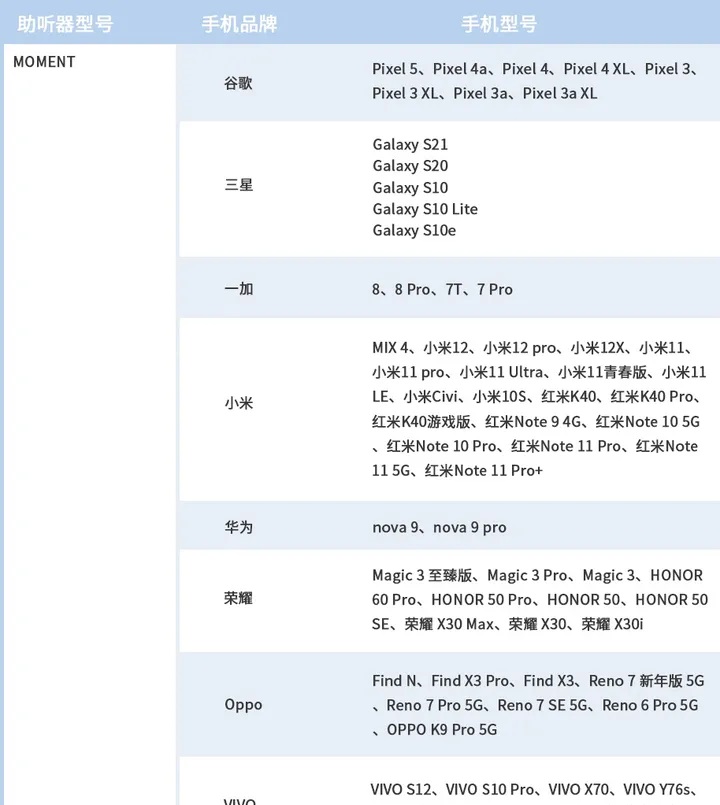 助听器型号 手机品牌 手机型号
MOMENT
谷歌
Pixel 5、Pixel 4a、Pixel 4、Pixel 4 XL、Pixel 3、
Pixel 3 XL、Pixel 3a、Pixel 3a XL
三星
Galaxy S21
Galaxy S20
Galaxy S10
Galaxy S10 Lite
Galaxy S10e
一加
8、8 Pro、7T、7 Pro
小米
MIX 4、小米12、小米12 pro、小米12X、小米11、
小米11 pro、小米11 Ultra、小米11青春版、小米11
LE、小米Civi、小米10S、红米K40、红米K40 Pro、
红米K40游戏版、红米Note 9 4G、红米Note 10 5G
、红米Note 10 Pro、红米Note 11 Pro、红米Note
11 5G、红米Note 11 Pro+
华为
nova 9、nova 9 pro
荣耀
Magic 3 至臻版、Magic 3 Pro、Magic 3、HONOR
60 Pro、HONOR 50 Pro、HONOR 50、HONOR 50
SE、荣耀 X30 Max、荣耀 X30、荣耀 X30i
Oppo
Find N、Find X3 Pro、Find X3、Reno 7 新年版 5G
、Reno 7 Pro 5G、Reno 7 SE 5G、Reno 6 Pro 5G
、OPPO K9 Pro 5G
VIVO
VIVO S12、VIVO S10 Pro、VIVO X70、VIVO Y76s、